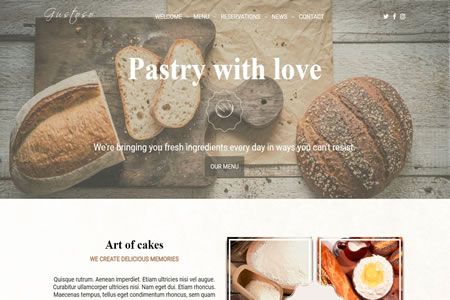 Gustoso
WELCOME MENU RESERVATIONS NEWS CONTACT
Pastry with love
We're bringing you fresh ingredients every day in ways you can't resist.
OUR MENU
Art of cakes
WE CREATE DELICIOUS MEMORIES
Quisque rutrum. Aenean imperdiet. Etiam ultricies nisi vel augue.
Curabitur ullamcorper ultricies nisi. Nam eget dui. Etiam rhoncus.
Maecenas tempus, tellus eget condimentum rhoncus, sem quam